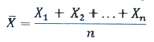 X̄ = (X₁ + X₂ + ... + Xₙ) / n